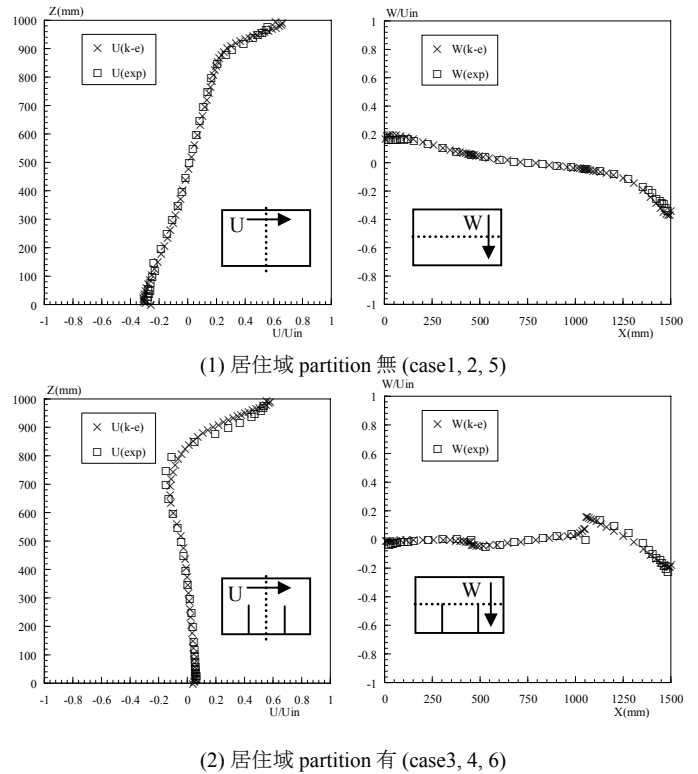 Z(mm)
1000
900
800
700
600
500
400
300
200
100
0
-1 -0.8 -0.6 -0.4 -0.2 0 0.2 0.4 0.6 0.8 1
U/Uin
U(k-e)
U(exp)
U
W/Uin
1
0.8
0.6
0.4
0.2
0
-0.2
-0.4
-0.6
-0.8
-1
0 250 500 750 1000 1250 1500
X(mm)
W(k-e)
W(exp)
W
(1) 居住域 partition 無 (case1, 2, 5)
Z(mm)
1000
900
800
700
600
500
400
300
200
100
0
-1 -0.8 -0.6 -0.4 -0.2 0 0.2 0.4 0.6 0.8 1
U/Uin
U(k-e)
U(exp)
U
W/Uin
1
0.8
0.6
0.4
0.2
0
-0.2
-0.4
-0.6
-0.8
-1
0 250 500 750 1000 1250 1500
X(mm)
W(k-e)
W(exp)
W
(2) 居住域 partition 有 (case3, 4, 6)